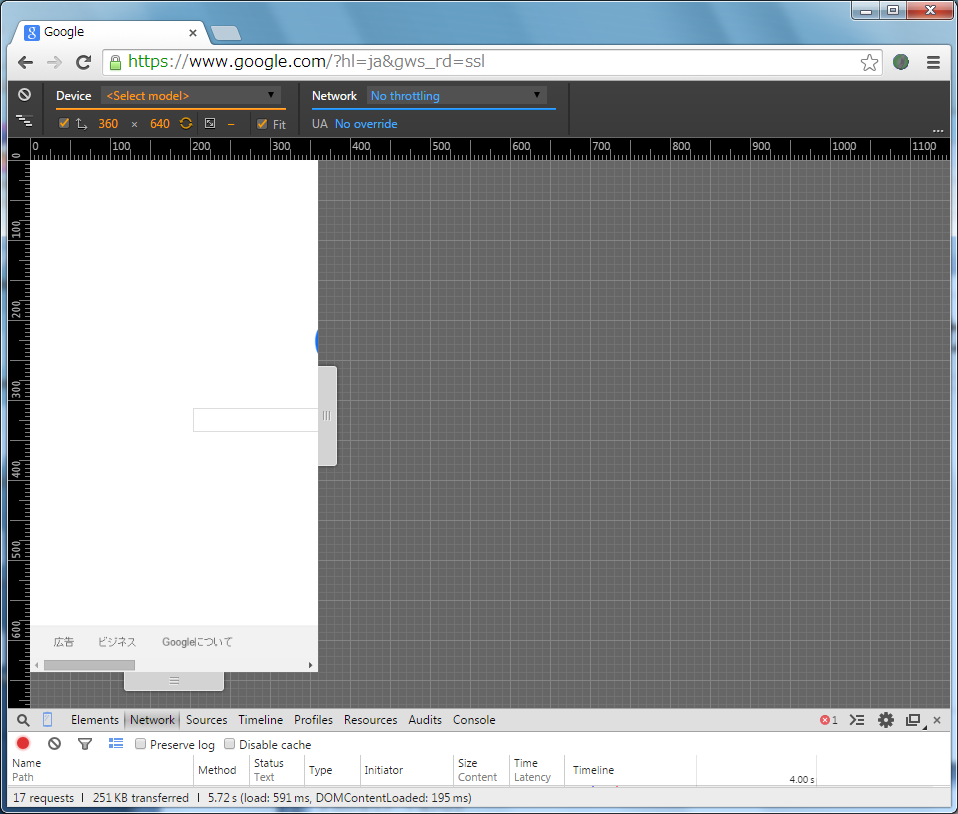 Google
https://www.google.com/?hl=ja&gws_rd=ssl
Device <Select model> Network No throttling
360 × 640 Fit UA No override
...
0 100 200 300 400 500 600 700 800 900 1000 1100
0
100
200
300
400
500
600
広告 ビジネス Googleについて
Elements Network Sources Timeline Profiles Resources Audits Console 1
Preserve log Disable cache
Name Method Status Type Initiator Size Time Timeline
Path Text Content Latency 4.00 s
17 requests | 251 KB transferred | 5.72 s (load: 591 ms, DOMContentLoaded: 195 ms)